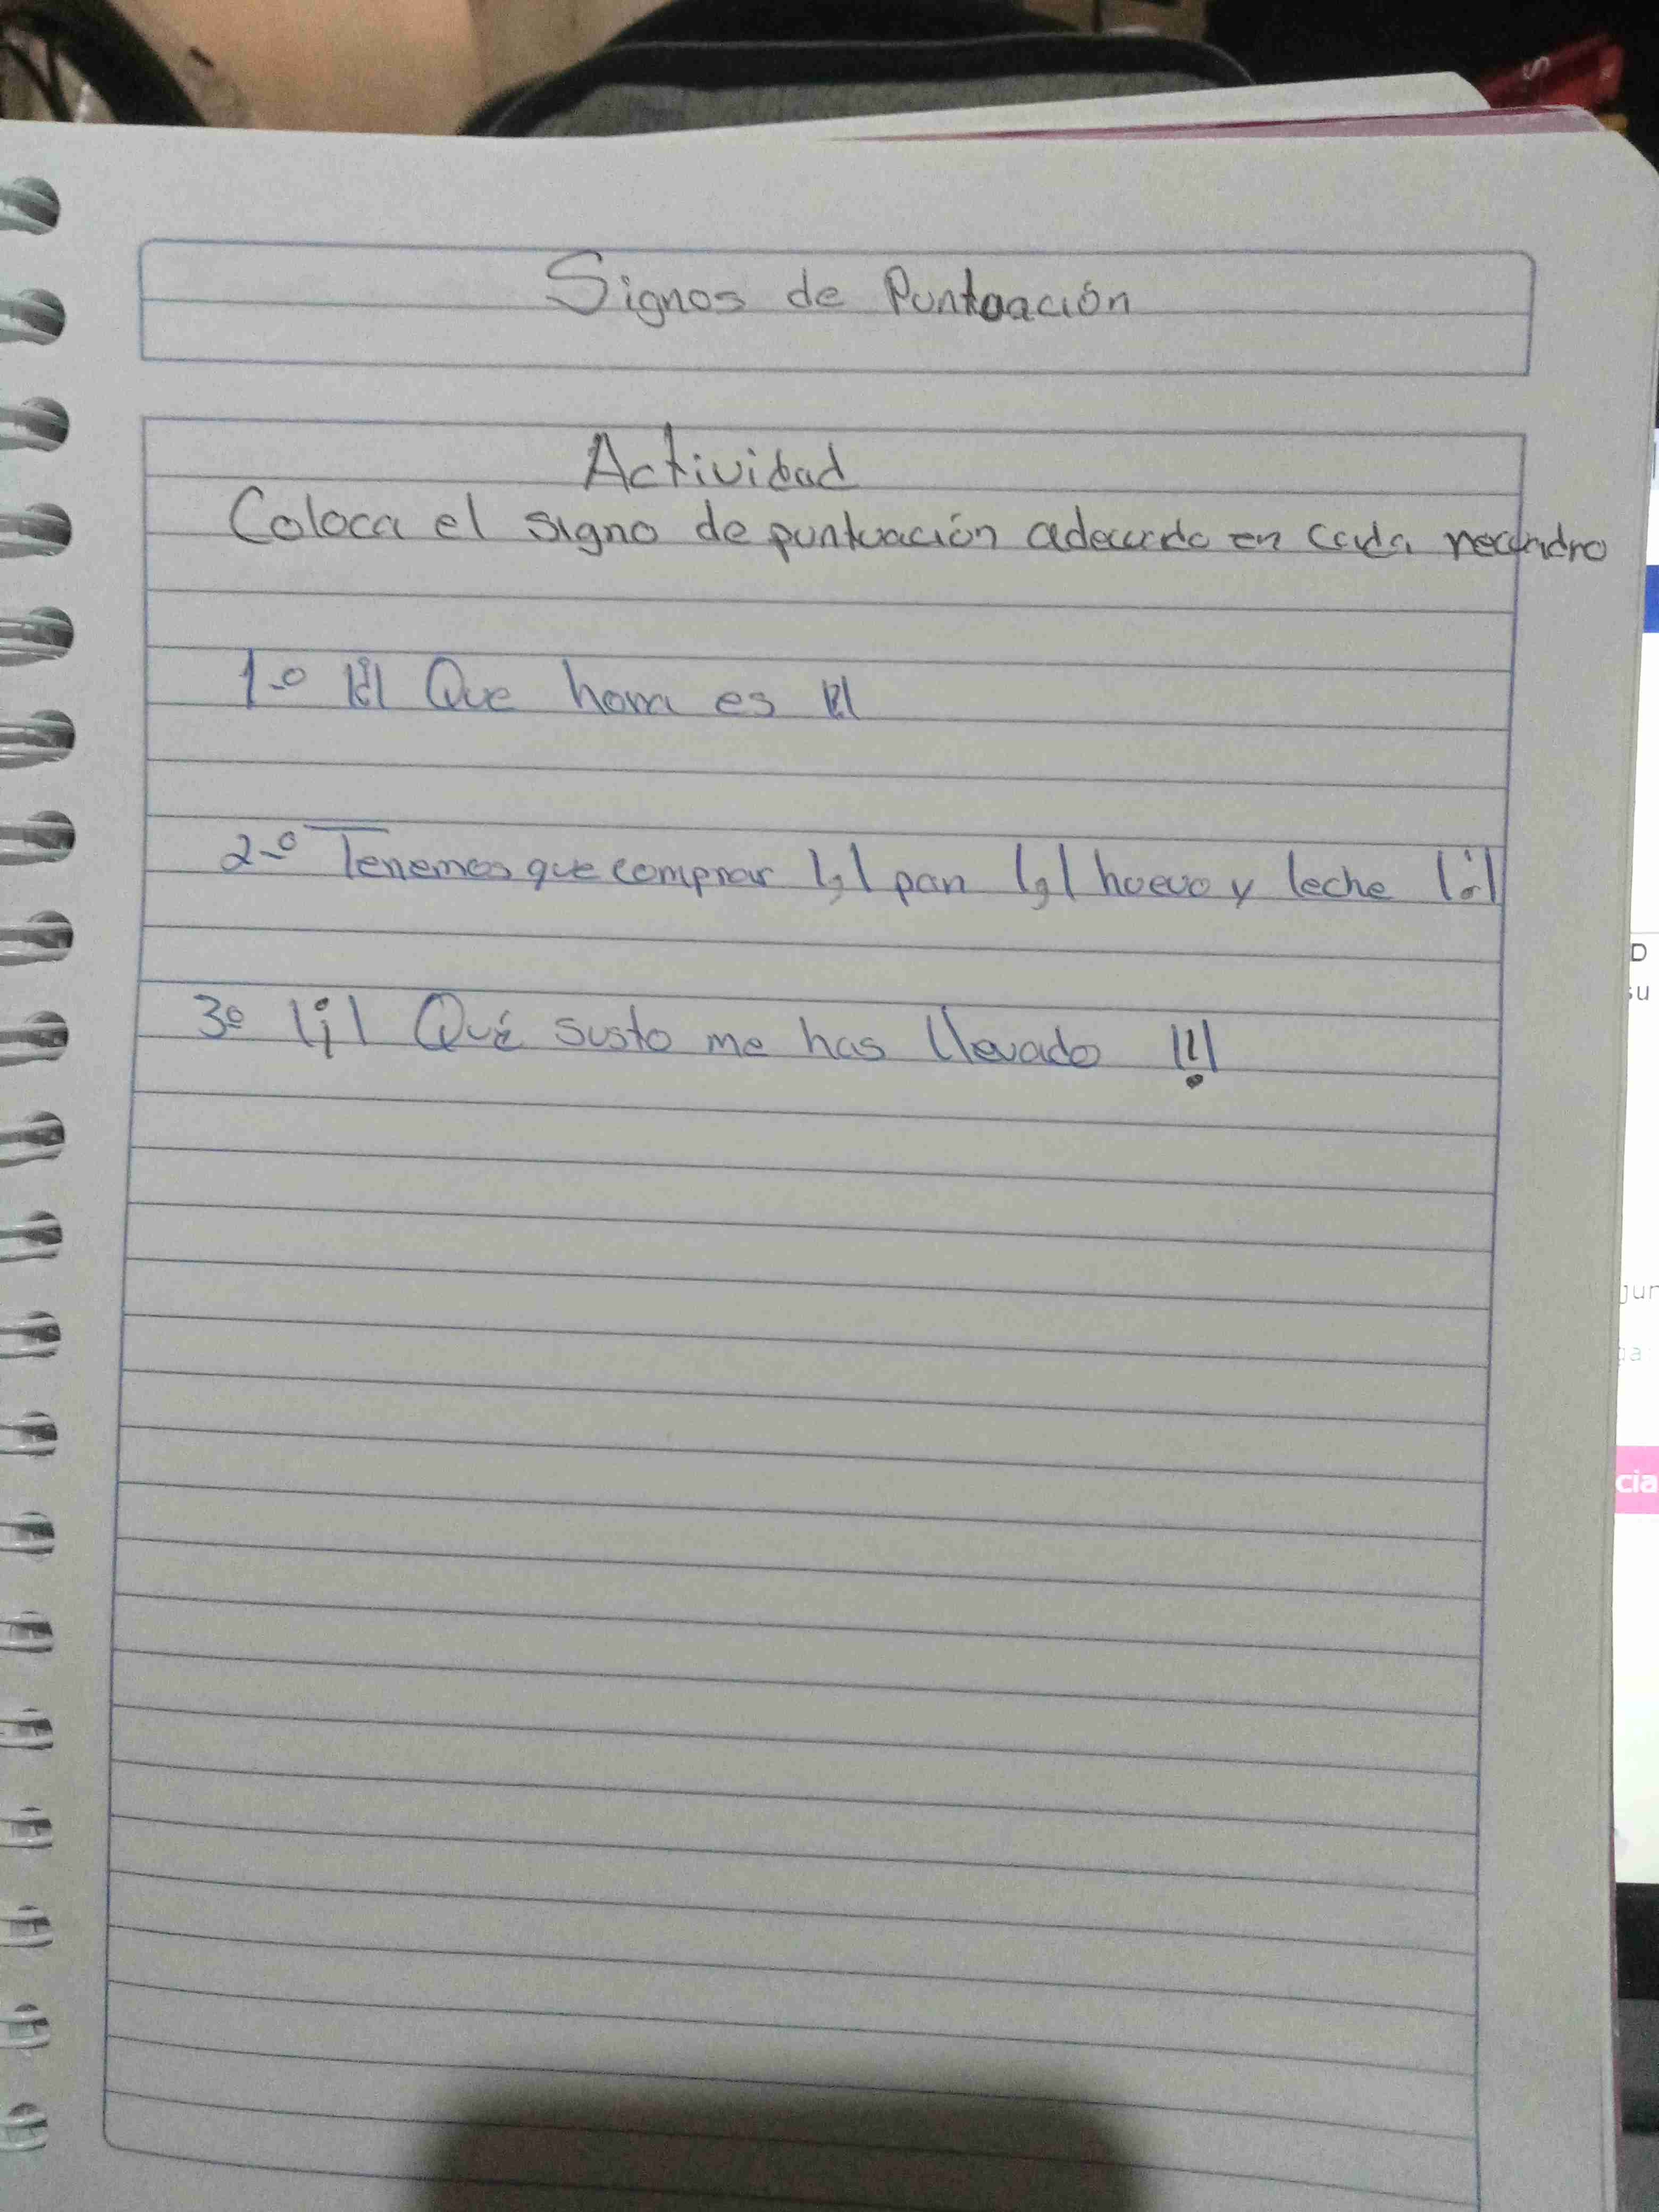 Signos de Puntuación
Actividad
Coloca el signo de puntuación adecuado en cada recuadro
1-º |¿| Que hora es |?|
2-º Tenemos que comprar |,| pan |,| huevo y leche |:|
3º |¡| Qué susto me has llevado |!|
D
su
jun
ga
cia